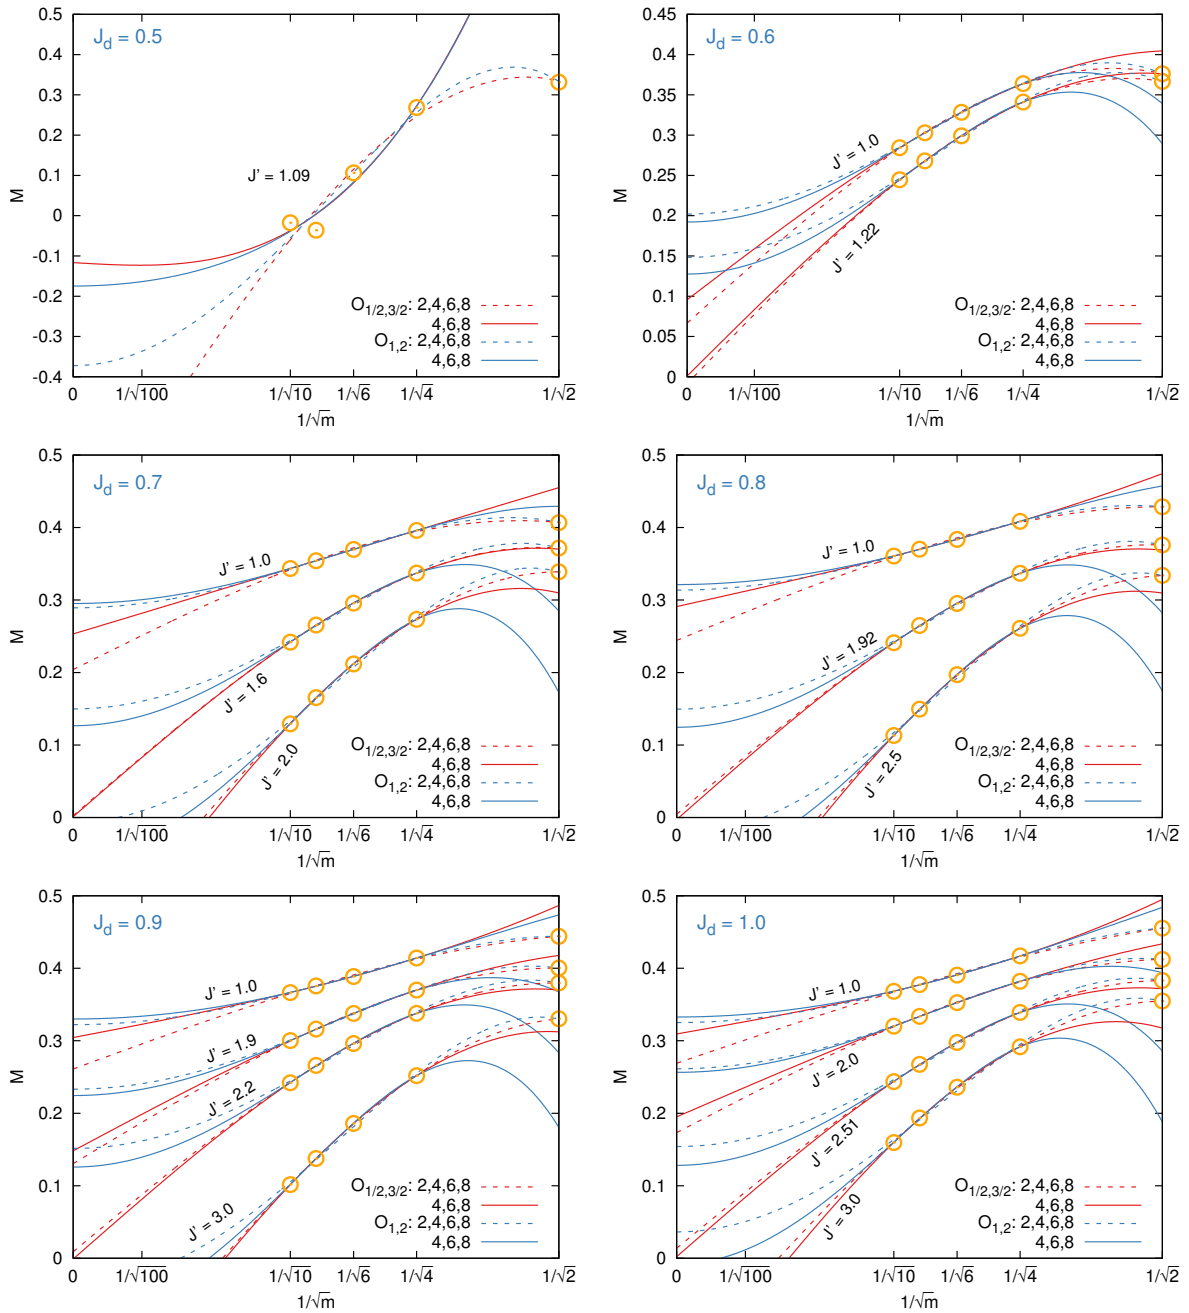 J_d = 0.5
0.5
0.4
0.3
0.2
0.1
0
-0.1
-0.2
-0.3
-0.4
M
J' = 1.09
O_{1/2,3/2}: 2,4,6,8
4,6,8
O_{1,2}: 2,4,6,8
4,6,8
0 1/√100 1/√10 1/√6 1/√4 1/√2
1/√m
J_d = 0.6
0.45
0.4
0.35
0.3
0.25
0.2
0.15
0.1
0.05
0
M
J' = 1.0
J' = 1.22
O_{1/2,3/2}: 2,4,6,8
4,6,8
O_{1,2}: 2,4,6,8
4,6,8
0 1/√100 1/√10 1/√6 1/√4 1/√2
1/√m
J_d = 0.7
0.5
0.4
0.3
0.2
0.1
0
M
J' = 1.0
J' = 1.6
J' = 2.0
O_{1/2,3/2}: 2,4,6,8
4,6,8
O_{1,2}: 2,4,6,8
4,6,8
0 1/√100 1/√10 1/√6 1/√4 1/√2
1/√m
J_d = 0.8
0.5
0.4
0.3
0.2
0.1
0
M
J' = 1.0
J' = 1.92
J' = 2.5
O_{1/2,3/2}: 2,4,6,8
4,6,8
O_{1,2}: 2,4,6,8
4,6,8
0 1/√100 1/√10 1/√6 1/√4 1/√2
1/√m
J_d = 0.9
0.5
0.4
0.3
0.2
0.1
0
M
J' = 1.0
J' = 1.9
J' = 2.2
J' = 3.0
O_{1/2,3/2}: 2,4,6,8
4,6,8
O_{1,2}: 2,4,6,8
4,6,8
0 1/√100 1/√10 1/√6 1/√4 1/√2
1/√m
J_d = 1.0
0.5
0.4
0.3
0.2
0.1
0
M
J' = 1.0
J' = 2.0
J' = 2.51
J' = 3.0
O_{1/2,3/2}: 2,4,6,8
4,6,8
O_{1,2}: 2,4,6,8
4,6,8
0 1/√100 1/√10 1/√6 1/√4 1/√2
1/√m